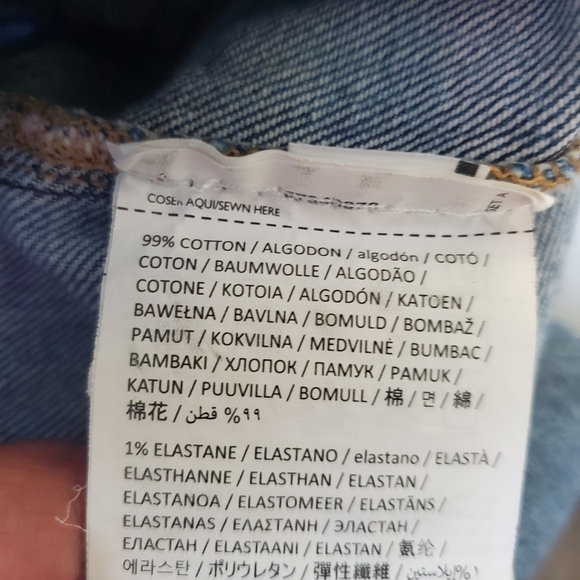 COSER AQUI/SEWN HERE
99% COTTON / ALGODON / algodón / COTÓ /
COTON / BAUMWOLLE / ALGODÃO /
COTONE / KOTOIA / ALGODÓN / KATOEN /
BAWEŁNA / BAVLNA / BOMULD / BOMBAŽ /
PAMUT / KOKVILNA / MEDVILNĖ / BUMBAC /
BAMBAKI / ХЛОПОК / ПАМУК / PAMUK /
KATUN / PUUVILLA / BOMULL / 棉 / 면 / 綿 /
棉花 / قطن %٩٩
1% ELASTANE / ELASTANO / elastano / ELASTÀ /
ELASTHANNE / ELASTHAN / ELASTAN /
ELASTANOA / ELASTOMEER / ELASTĀNS /
ELASTANAS / ΕΛΑΣΤΑΝΗ / ЭЛАСТАН /
ЕЛАСТАН / ELASTAANI / ELASTAN / 氨纶 /
에라스탄 / ポリウレタン / 彈性纖維 /